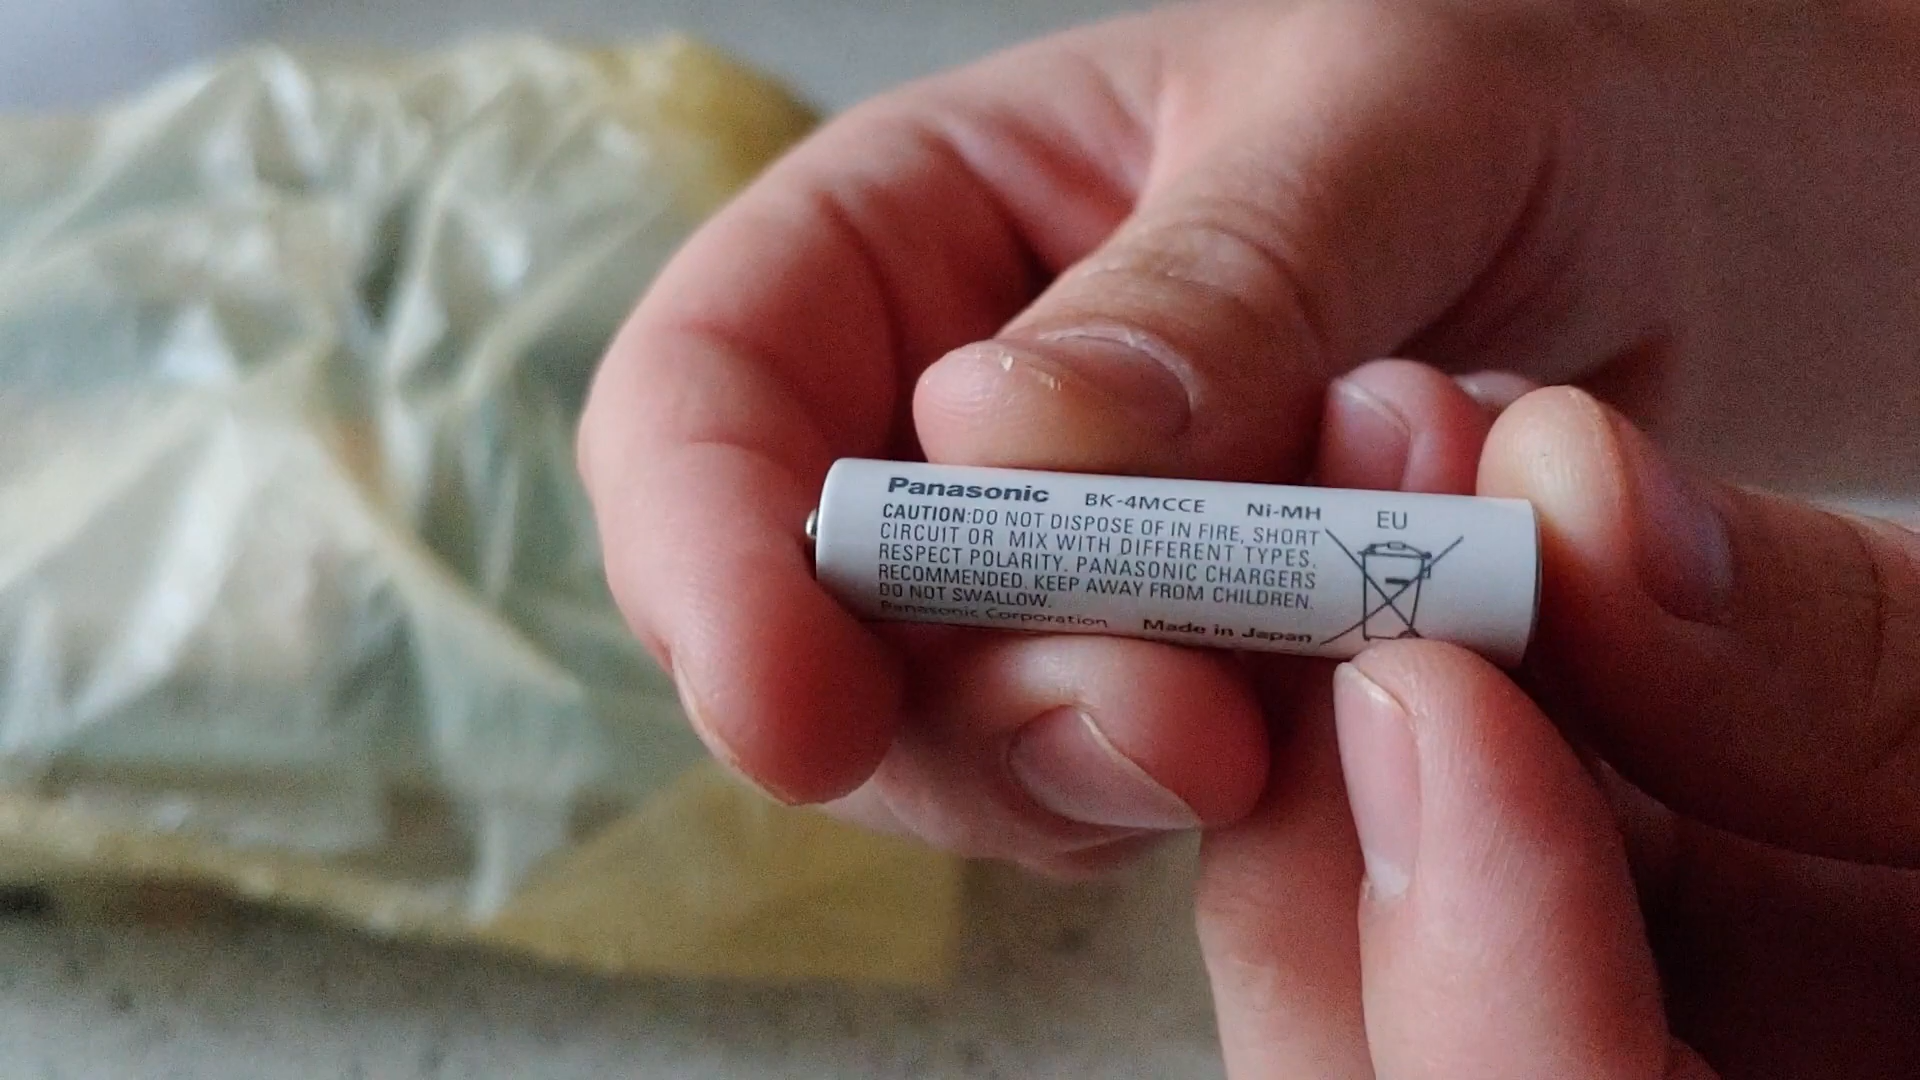 Panasonic BK-4MCCE Ni-MH EU
CAUTION:DO NOT DISPOSE OF IN FIRE, SHORT
CIRCUIT OR MIX WITH DIFFERENT TYPES.
RESPECT POLARITY. PANASONIC CHARGERS
RECOMMENDED. KEEP AWAY FROM CHILDREN.
DO NOT SWALLOW.
Panasonic Corporation Made in Japan